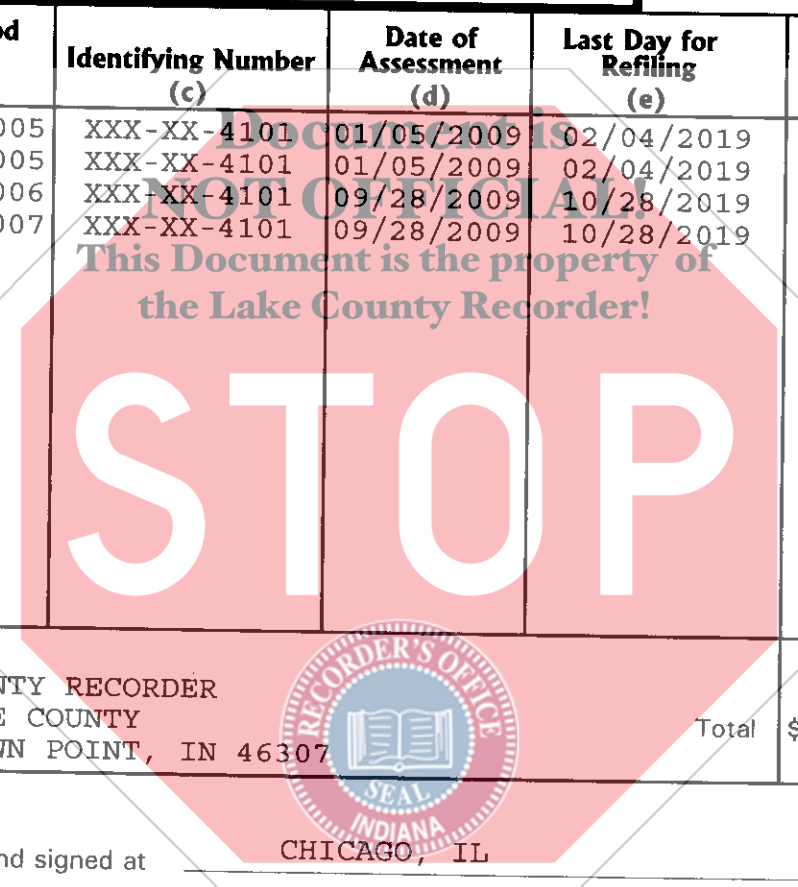 od Identifying Number Date of Assessment Last Day for Refiling
(c) (d) (e)
005 XXX-XX-4101 01/05/2009 02/04/2019
005 XXX-XX-4101 01/05/2009 02/04/2019
006 XXX-XX-4101 09/28/2009 10/28/2019
007 XXX-XX-4101 09/28/2009 10/28/2019
Document is
NOT OFFICIAL!
This Document is the property of
the Lake County Recorder!
STOP
NTY RECORDER
E COUNTY
WN POINT, IN 46307
Total $
RECORDER'S OFFICE
SEAL
INDIANA
nd signed at CHICAGO, IL